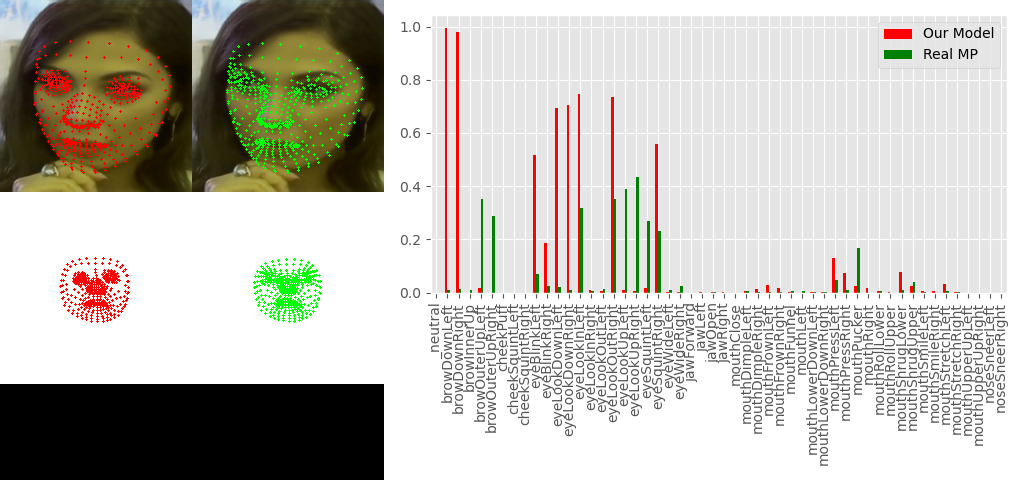 Our Model
Real MP
1.0
0.8
0.6
0.4
0.2
0.0
neutral
browDownLeft
browDownRight
browInnerUp
browOuterUpLeft
browOuterUpRight
cheekPuff
cheekSquintLeft
cheekSquintRight
eyeBlinkLeft
eyeBlinkRight
eyeLookDownLeft
eyeLookDownRight
eyeLookInLeft
eyeLookInRight
eyeLookOutLeft
eyeLookOutRight
eyeLookUpLeft
eyeLookUpRight
eyeSquintLeft
eyeSquintRight
eyeWideLeft
eyeWideRight
jawForward
jawLeft
jawOpen
jawRight
mouthClose
mouthDimpleLeft
mouthDimpleRight
mouthFrownLeft
mouthFrownRight
mouthFunnel
mouthLeft
mouthLowerDownLeft
mouthLowerDownRight
mouthPressLeft
mouthPressRight
mouthPucker
mouthRight
mouthRollLower
mouthRollUpper
mouthShrugLower
mouthShrugUpper
mouthSmileLeft
mouthSmileRight
mouthStretchLeft
mouthStretchRight
mouthUpperUpLeft
mouthUpperUpRight
noseSneerLeft
noseSneerRight